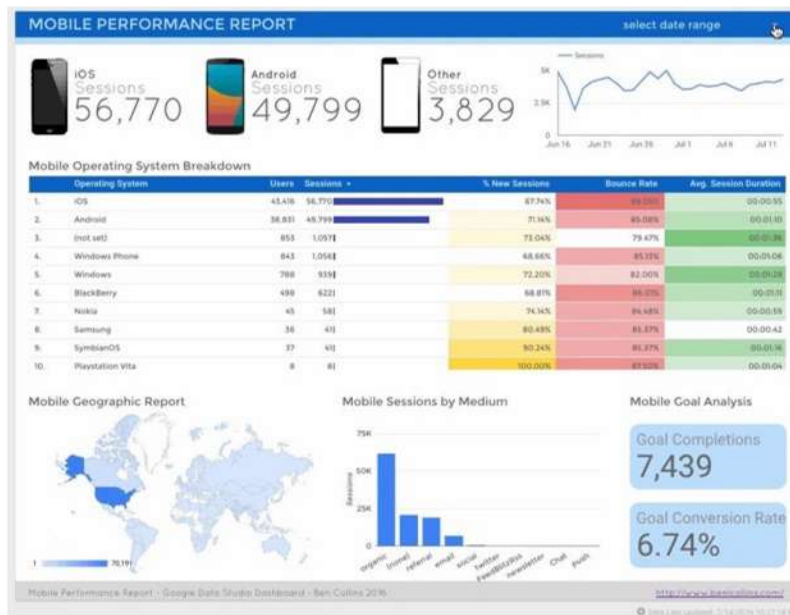 MOBILE PERFORMANCE REPORT
select date range
iOS
Sessions
56,770
Android
Sessions
49,799
Other
Sessions
3,829
Sessions
5K
2.5K
0
Jun 16 Jun 21 Jun 26 Jul 1 Jul 6 Jul 11
Mobile Operating System Breakdown
Operating System Users Sessions % New Sessions Bounce Rate Avg. Session Duration
1. iOS 43,416 56,770 67.74% 00:00:55
2. Android 38,831 49,799 71.14% 85.08% 00:01:10
3. (not set) 853 1,057 73.04% 79.47% 00:01:36
4. Windows Phone 843 1,056 68.66% 85.13% 00:01:06
5. Windows 788 939 72.20% 82.00% 00:01:28
6. BlackBerry 498 622 68.81% 86.01% 00:01:11
7. Nokia 45 58 74.14% 84.48% 00:00:59
8. Samsung 36 41 80.49% 85.37% 00:00:42
9. SymbianOS 37 41 90.24% 85.37% 00:01:16
10. Playstation Vita 8 8 100.00% 87.50% 00:01:04
Mobile Geographic Report
1 70,191
Mobile Sessions by Medium
75K
50K
25K
0
Sessions
organic (none) referral email social twitter FeedBlitzRss newsletter Chat push
Mobile Goal Analysis
Goal Completions
7,439
Goal Conversion Rate
6.74%
Mobile Performance Report - Google Data Studio Dashboard - Ben Collins 2016
http://www.benlcollins.com/
Data Last updated: 7/14/2016